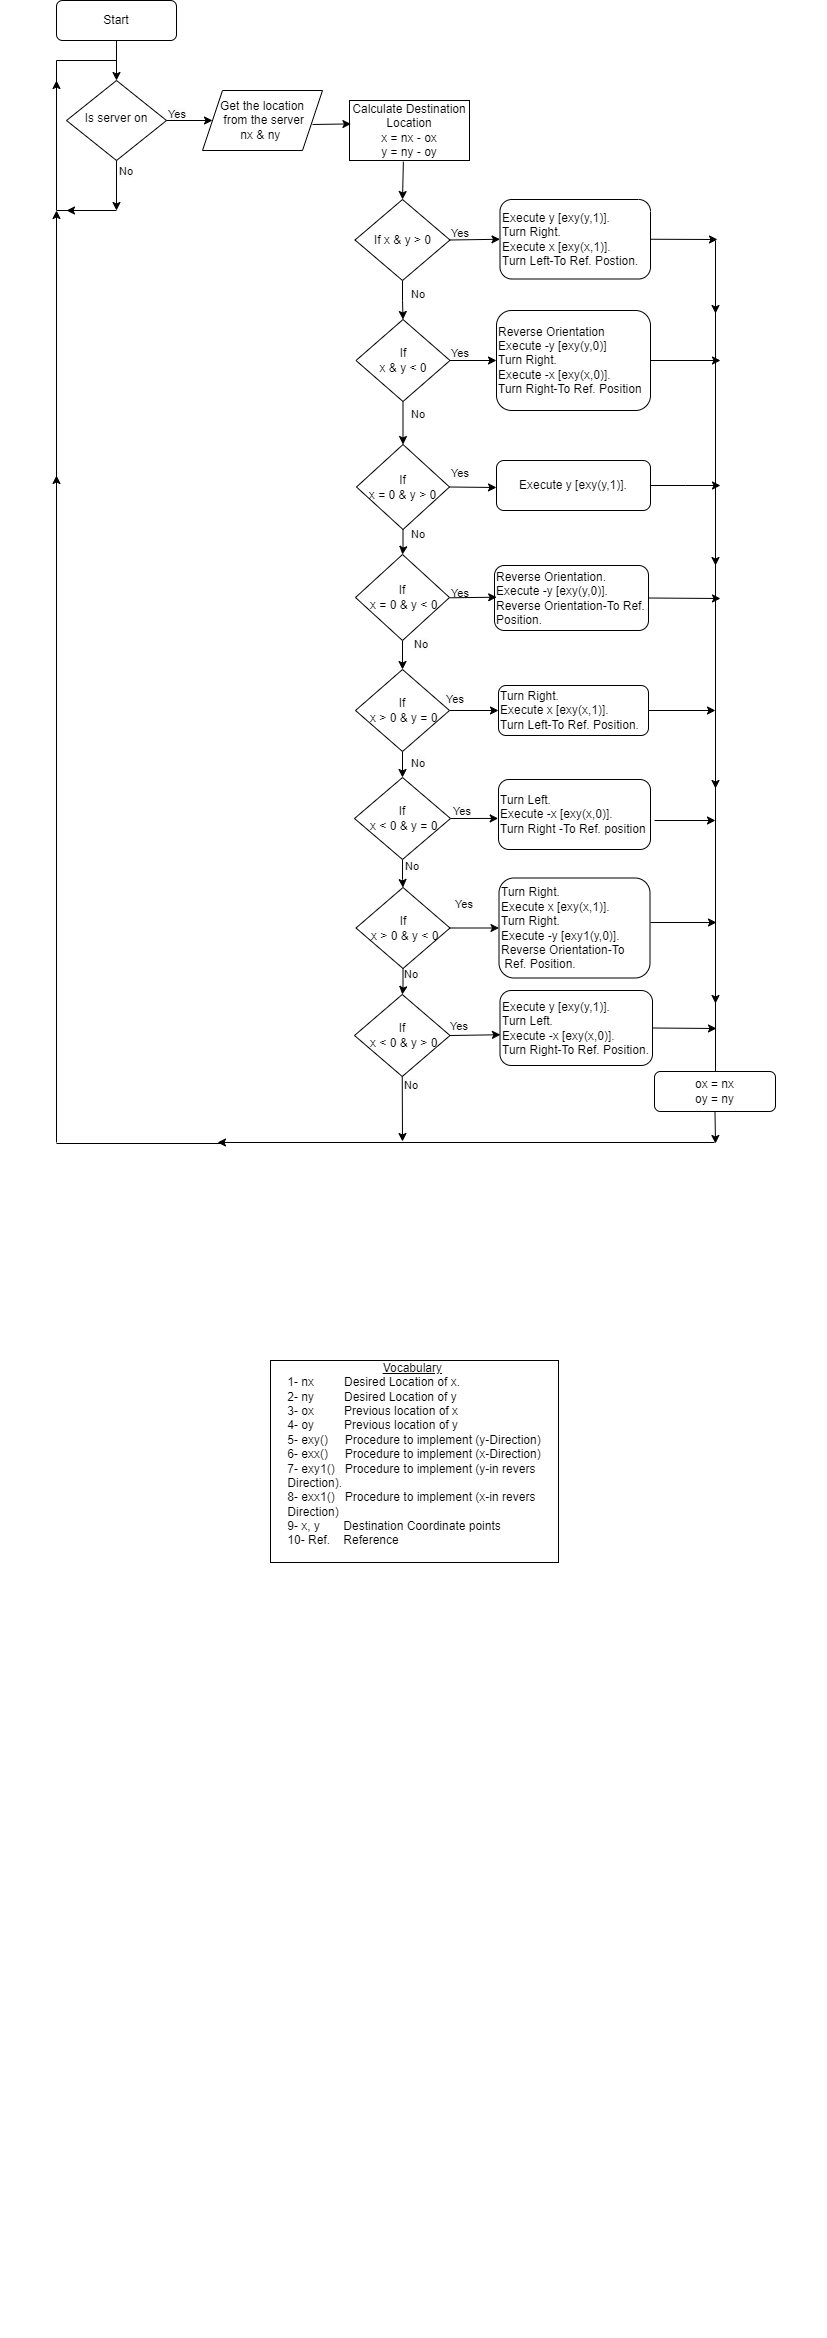 Start
Is server on
Yes
No
Get the location
from the server
nx & ny
Calculate Destination
Location
x = nx - ox
y = ny - oy
If x & y > 0
Yes
No
Execute y [exy(y,1)].
Turn Right.
Execute x [exy(x,1)].
Turn Left-To Ref. Postion.
If
x & y < 0
Yes
No
Reverse Orientation
Execute -y [exy(y,0)]
Turn Right.
Execute -x [exy(x,0)].
Turn Right-To Ref. Position
If
x = 0 & y > 0
Yes
No
Execute y [exy(y,1)].
If
x = 0 & y < 0
Yes
No
Reverse Orientation.
Execute -y [exy(y,0)].
Reverse Orientation-To Ref.
Position.
If
x > 0 & y = 0
Yes
No
Turn Right.
Execute x [exy(x,1)].
Turn Left-To Ref. Position.
If
x < 0 & y = 0
Yes
No
Turn Left.
Execute -x [exy(x,0)].
Turn Right -To Ref. position
If
x > 0 & y < 0
Yes
No
Turn Right.
Execute x [exy(x,1)].
Turn Right.
Execute -y [exy1(y,0)].
Reverse Orientation-To
Ref. Position.
If
x < 0 & y > 0
Yes
No
Execute y [exy(y,1)].
Turn Left.
Execute -x [exy(x,0)].
Turn Right-To Ref. Position.
ox = nx
oy = ny
Vocabulary
1- nx Desired Location of x.
2- ny Desired Location of y
3- ox Previous location of x
4- oy Previous location of y
5- exy() Procedure to implement (y-Direction)
6- exx() Procedure to implement (x-Direction)
7- exy1() Procedure to implement (y-in revers
Direction).
8- exx1() Procedure to implement (x-in revers
Direction)
9- x, y Destination Coordinate points
10- Ref. Reference